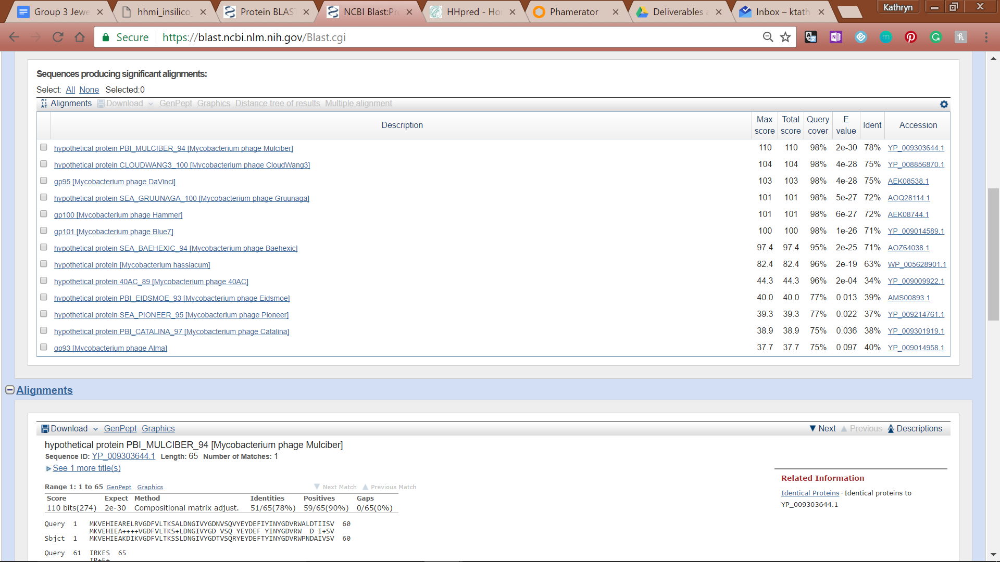 Group 3 Jewe
hhmi_insilico_
Protein BLAST
NCBI Blast:Pr
HHpred - Ho
Phamerator
Deliverables a
Inbox – ktath
Kathryn
Secure https://blast.ncbi.nlm.nih.gov/Blast.cgi
Sequences producing significant alignments:
Select: All None Selected:0
Alignments Download GenPept Graphics Distance tree of results Multiple alignment
Description Max score Total score Query cover E value Ident Accession
hypothetical protein PBI_MULCIBER_94 [Mycobacterium phage Mulciber] 110 110 98% 2e-30 78% YP_009303644.1
hypothetical protein CLOUDWANG3_100 [Mycobacterium phage CloudWang3] 104 104 98% 4e-28 75% YP_008856870.1
gp95 [Mycobacterium phage DaVinci] 103 103 98% 4e-28 75% AEK08538.1
hypothetical protein SEA_GRUUNAGA_100 [Mycobacterium phage Gruunaga] 101 101 98% 5e-27 72% AOQ28114.1
gp100 [Mycobacterium phage Hammer] 101 101 98% 6e-27 72% AEK08744.1
gp101 [Mycobacterium phage Blue7] 100 100 98% 1e-26 71% YP_009014589.1
hypothetical protein SEA_BAEHEXIC_94 [Mycobacterium phage Baehexic] 97.4 97.4 95% 2e-25 71% AOZ64038.1
hypothetical protein [Mycobacterium hassiacum] 82.4 82.4 96% 2e-19 63% WP_005628901.1
hypothetical protein 40AC_89 [Mycobacterium phage 40AC] 44.3 44.3 96% 2e-04 34% YP_009009922.1
hypothetical protein PBI_EIDSMOE_93 [Mycobacterium phage Eidsmoe] 40.0 40.0 77% 0.013 39% AMS00893.1
hypothetical protein SEA_PIONEER_95 [Mycobacterium phage Pioneer] 39.3 39.3 77% 0.022 37% YP_009214761.1
hypothetical protein PBI_CATALINA_97 [Mycobacterium phage Catalina] 38.9 38.9 75% 0.036 38% YP_009301919.1
gp93 [Mycobacterium phage Alma] 37.7 37.7 75% 0.097 40% YP_009014958.1
Alignments
Download GenPept Graphics Next Previous Descriptions
hypothetical protein PBI_MULCIBER_94 [Mycobacterium phage Mulciber]
Sequence ID: YP_009303644.1 Length: 65 Number of Matches: 1
See 1 more title(s)
Range 1: 1 to 65 GenPept Graphics Next Match Previous Match
Score Expect Method Identities Positives Gaps
110 bits(274) 2e-30 Compositional matrix adjust. 51/65(78%) 59/65(90%) 0/65(0%)
Query 1 MKVEHIEARELRVGDFVLTKSALDNGIVYGDNVSQVYEYDEFIYINYGDVRWALDTIISV 60
MKVEHIEA++++VGDFVLTKS+LDNGIVYGD VSQ YEYDEF YINYGDVRW D I+SV
Sbjct 1 MKVEHIEAKDIKVGDFVLTKSSLDNGIVYGDTVSQRYEYDEFTYINYGDVRWPNDAIVSV 60
Query 61 IRKES 65
IR+E+
Related Information
Identical Proteins - Identical proteins to
YP_009303644.1